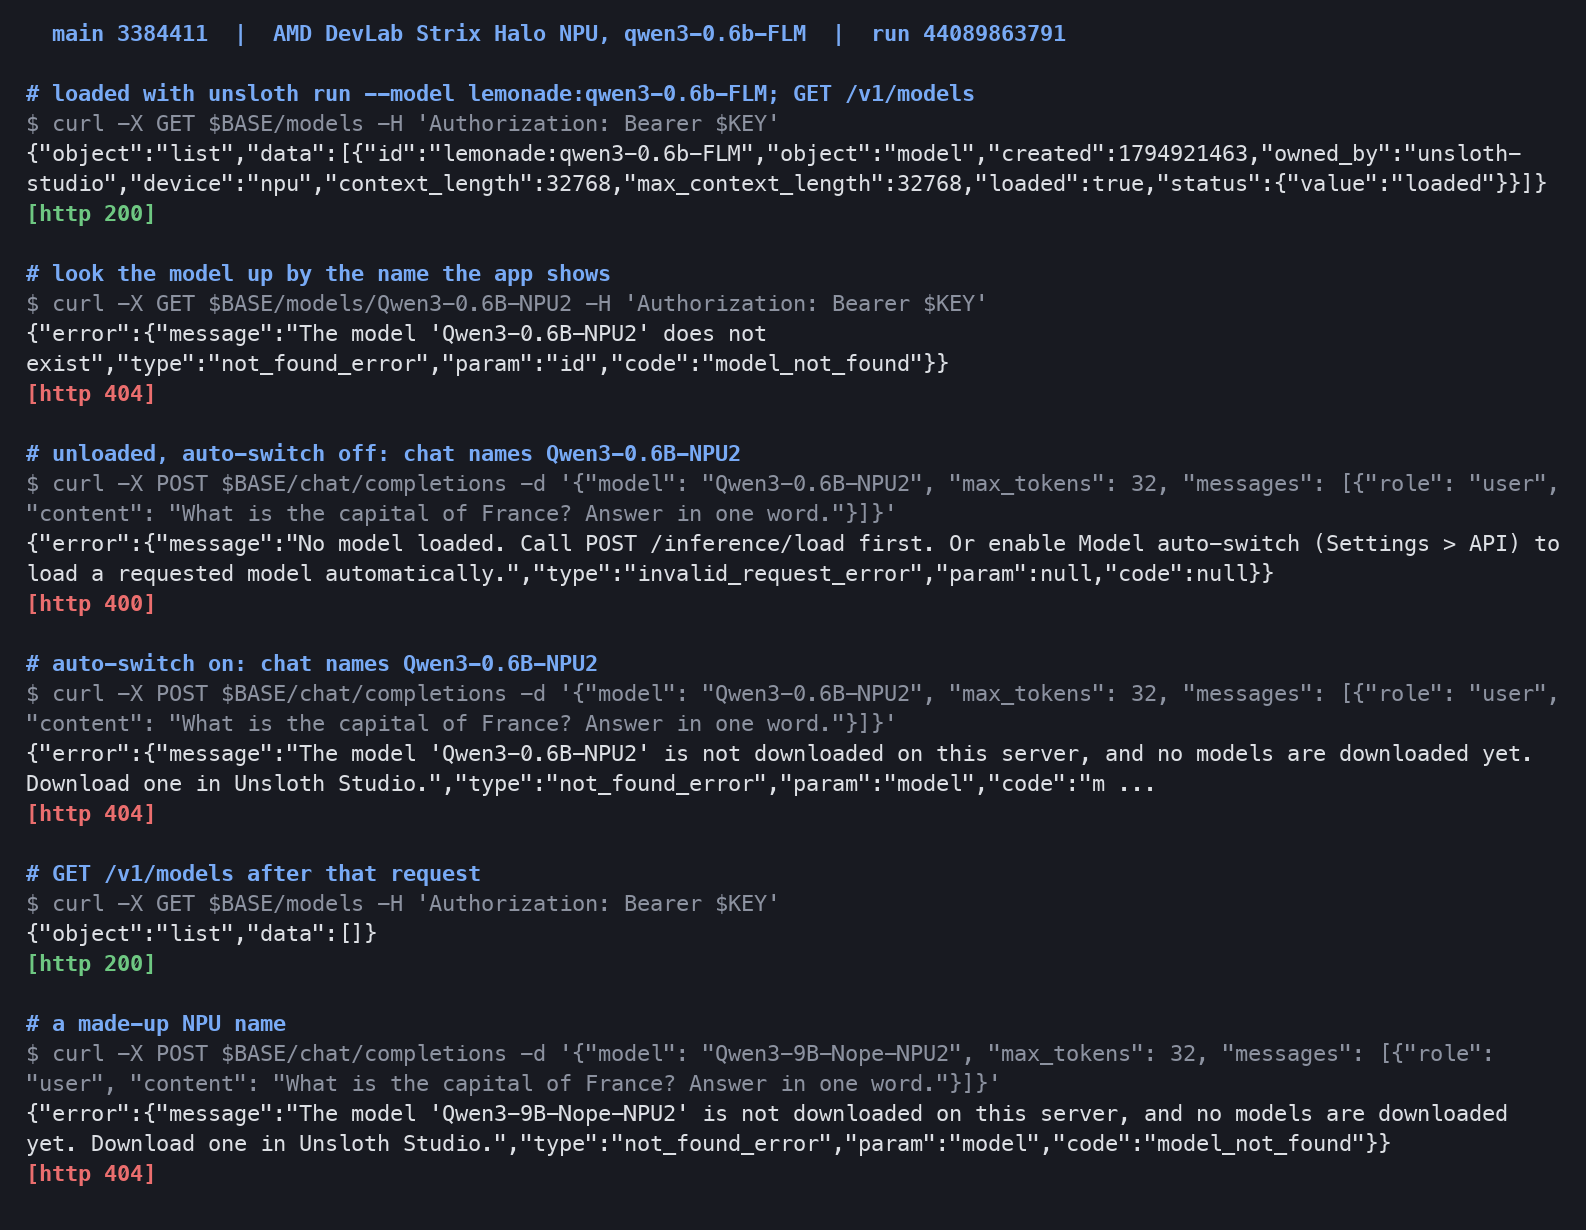 main 3384411  |  AMD DevLab Strix Halo NPU, qwen3-0.6b-FLM  |  run 44089863791
# loaded with unsloth run --model lemonade:qwen3-0.6b-FLM; GET /v1/models
$ curl -X GET $BASE/models -H 'Authorization: Bearer $KEY'
{"object":"list","data":[{"id":"lemonade:qwen3-0.6b-FLM","object":"model","created":1794921463,"owned_by":"unsloth-
studio","device":"npu","context_length":32768,"max_context_length":32768,"loaded":true,"status":{"value":"loaded"}}]}
[http 200]
# look the model up by the name the app shows
$ curl -X GET $BASE/models/Qwen3-0.6B-NPU2 -H 'Authorization: Bearer $KEY'
{"error":{"message":"The model 'Qwen3-0.6B-NPU2' does not
exist","type":"not_found_error","param":"id","code":"model_not_found"}}
[http 404]
# unloaded, auto-switch off: chat names Qwen3-0.6B-NPU2
$ curl -X POST $BASE/chat/completions -d '{"model": "Qwen3-0.6B-NPU2", "max_tokens": 32, "messages": [{"role": "user",
"content": "What is the capital of France? Answer in one word."}]}'
{"error":{"message":"No model loaded. Call POST /inference/load first. Or enable Model auto-switch (Settings > API) to
load a requested model automatically.","type":"invalid_request_error","param":null,"code":null}}
[http 400]
# auto-switch on: chat names Qwen3-0.6B-NPU2
$ curl -X POST $BASE/chat/completions -d '{"model": "Qwen3-0.6B-NPU2", "max_tokens": 32, "messages": [{"role": "user",
"content": "What is the capital of France? Answer in one word."}]}'
{"error":{"message":"The model 'Qwen3-0.6B-NPU2' is not downloaded on this server, and no models are downloaded yet.
Download one in Unsloth Studio.","type":"not_found_error","param":"model","code":"m ...
[http 404]
# GET /v1/models after that request
$ curl -X GET $BASE/models -H 'Authorization: Bearer $KEY'
{"object":"list","data":[]}
[http 200]
# a made-up NPU name
$ curl -X POST $BASE/chat/completions -d '{"model": "Qwen3-9B-Nope-NPU2", "max_tokens": 32, "messages": [{"role":
"user", "content": "What is the capital of France? Answer in one word."}]}'
{"error":{"message":"The model 'Qwen3-9B-Nope-NPU2' is not downloaded on this server, and no models are downloaded
yet. Download one in Unsloth Studio.","type":"not_found_error","param":"model","code":"model_not_found"}}
[http 404]